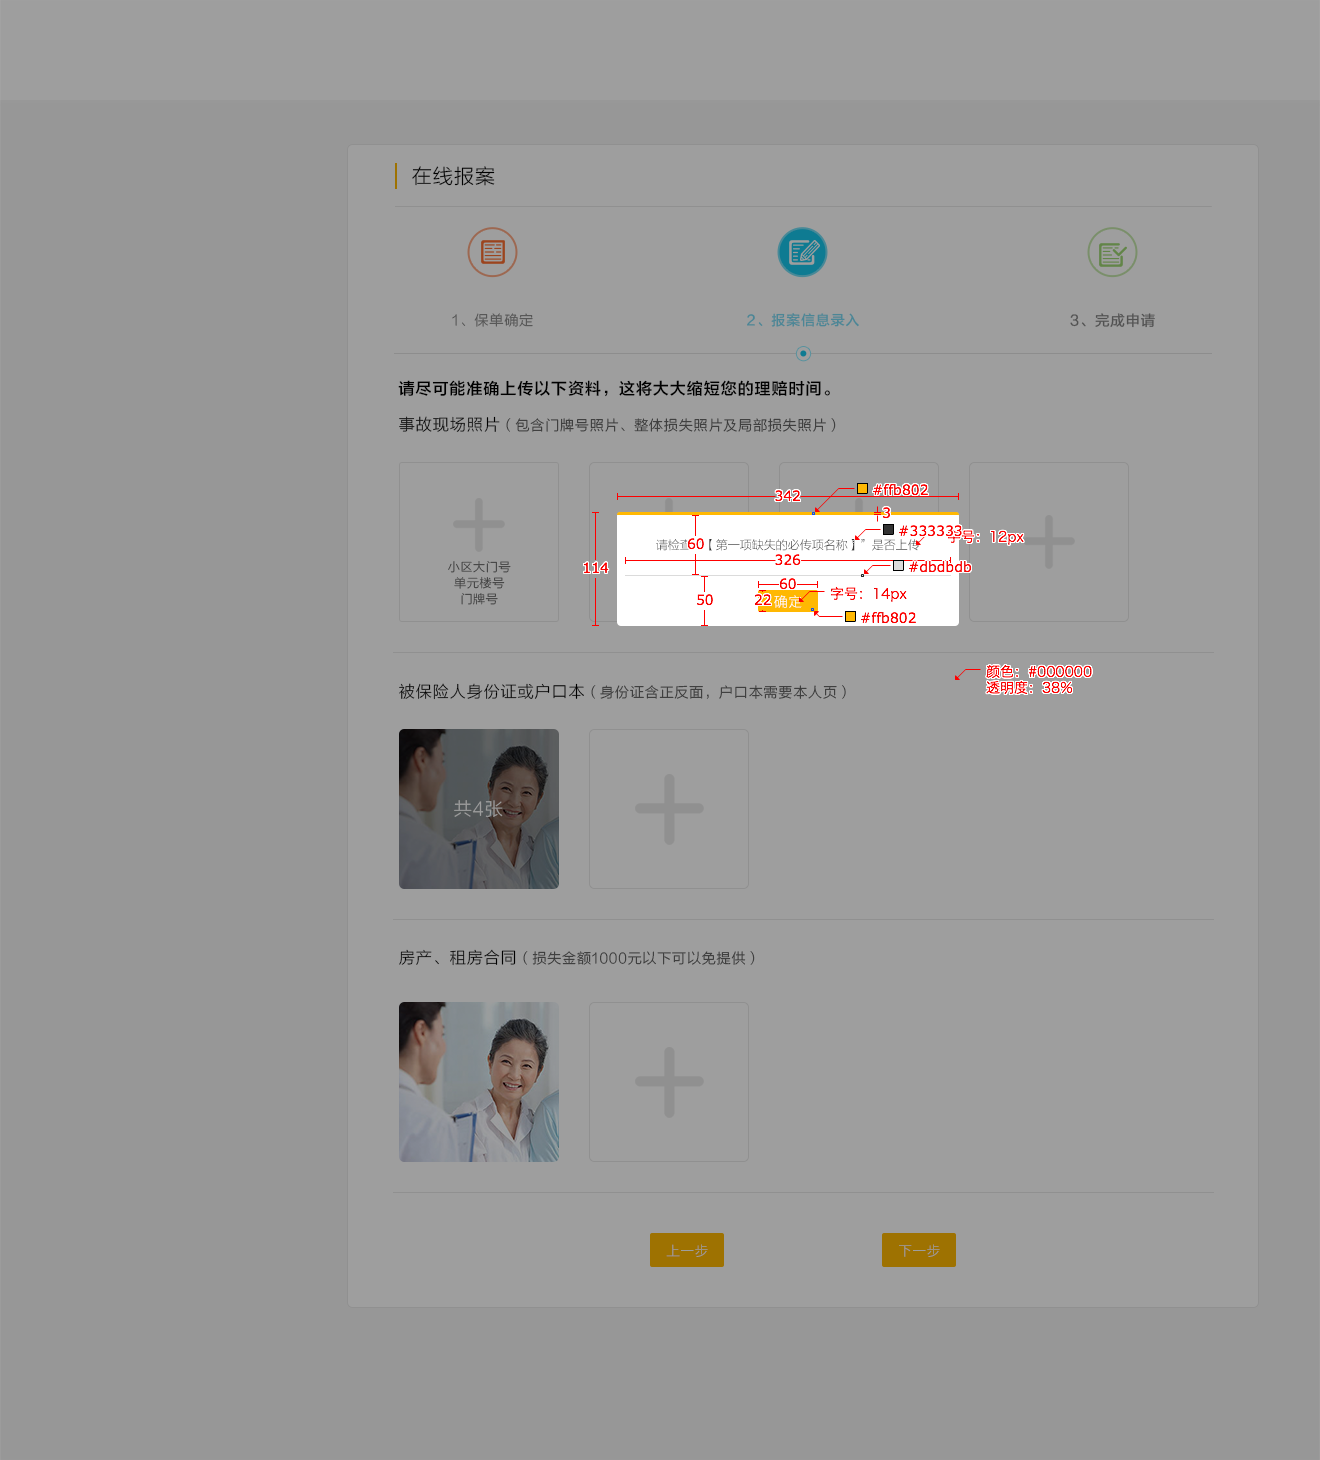 在线报案
1、保单确定
2、报案信息录入
3、完成申请
请尽可能准确上传以下资料，这将大大缩短您的理赔时间。
事故现场照片（包含门牌号照片、整体损失照片及局部损失照片）
342
#ffb802
3
#333333
字号：12px
请检查
60
【第一项缺失的必传项名称】” 是否上传
326
114
#dbdbdb
60
50
22
确定
字号：14px
#ffb802
小区大门号
单元楼号
门牌号
颜色：#000000
透明度：38%
被保险人身份证或户口本（身份证含正反面，户口本需要本人页）
共4张
房产、租房合同（损失金额1000元以下可以免提供）
上一步
下一步